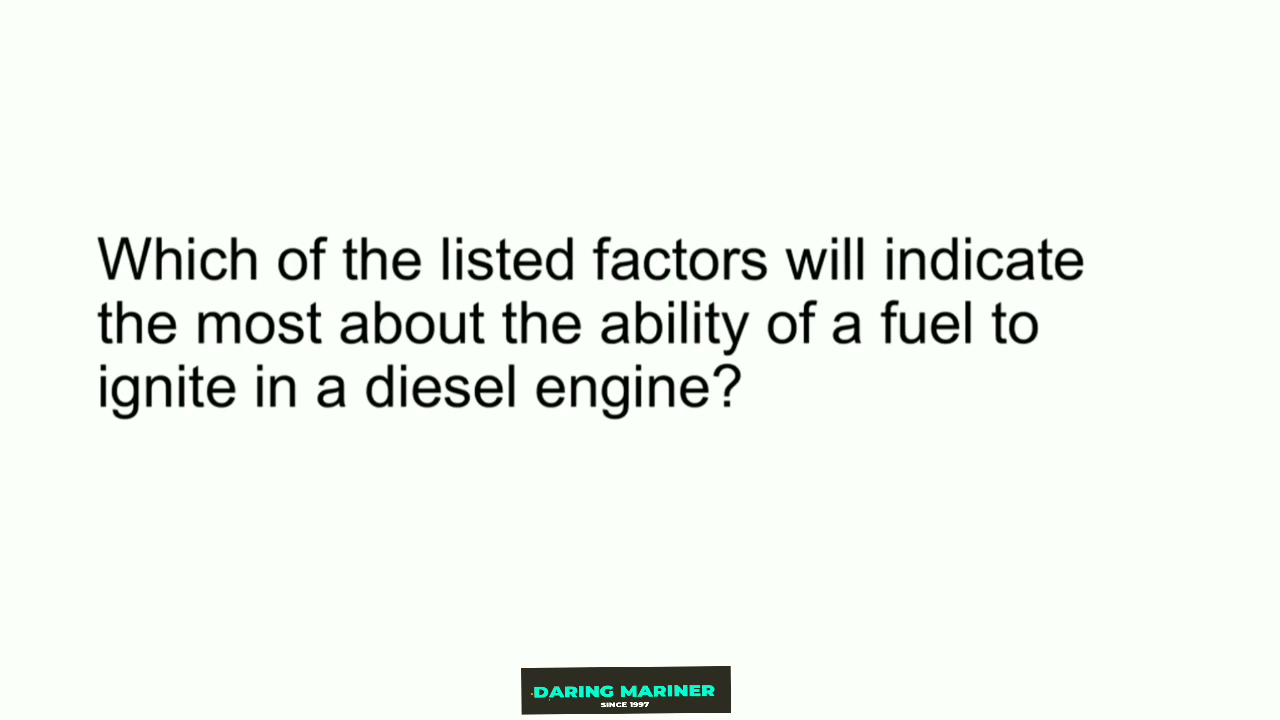 Which of the listed factors will indicate
the most about the ability of a fuel to
ignite in a diesel engine?
DARING MARINER
SINCE 1997